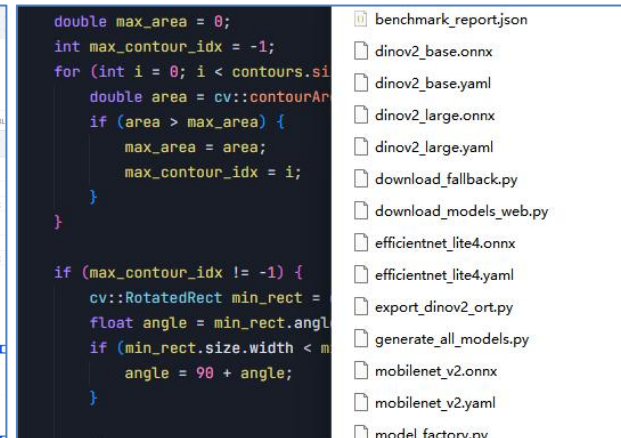 double max_area = 0;
int max_contour_idx = -1;
for (int i = 0; i < contours.si
double area = cv::contourAr
if (area > max_area) {
max_area = area;
max_contour_idx = i;
}
}
if (max_contour_idx != -1) {
cv::RotatedRect min_rect =
float angle = min_rect.angl
if (min_rect.size.width < m
angle = 90 + angle;
}
benchmark_report.json
dinov2_base.onnx
dinov2_base.yaml
dinov2_large.onnx
dinov2_large.yaml
download_fallback.py
download_models_web.py
efficientnet_lite4.onnx
efficientnet_lite4.yaml
export_dinov2_ort.py
generate_all_models.py
mobilenet_v2.onnx
mobilenet_v2.yaml
model_factory.py